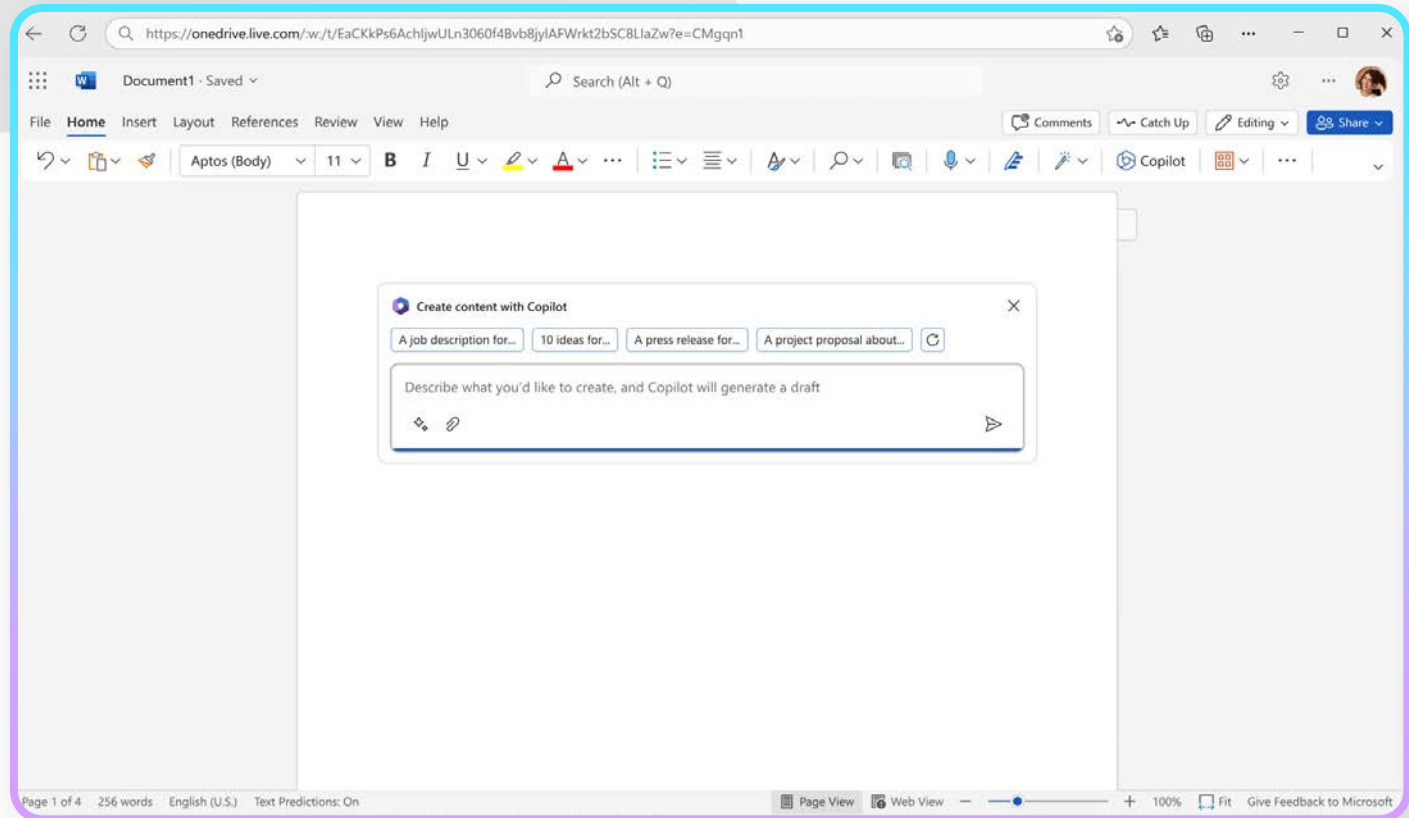 https://onedrive.live.com/:w:/t/EaCKkPs6AchIjwULn3060f4Bvb8jylAFWrkt2bSC8LlaZw?e=CMgqn1
W Document1 · Saved Search (Alt + Q)
File Home Insert Layout References Review View Help Comments Catch Up Editing Share
Aptos (Body) 11 B I U A Copilot
Create content with Copilot
A job description for... 10 ideas for... A press release for... A project proposal about...
Describe what you'd like to create, and Copilot will generate a draft
Page 1 of 4 256 words English (U.S.) Text Predictions: On Page View Web View 100% Fit Give Feedback to Microsoft